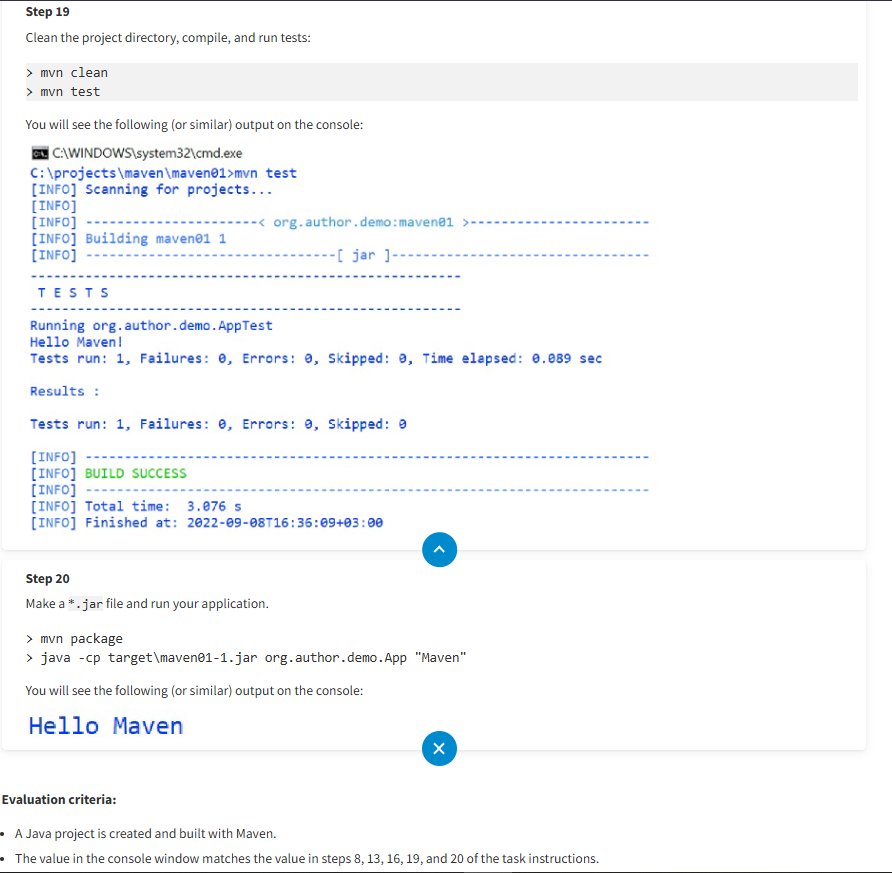 Step 19
Clean the project directory, compile, and run tests:
> mvn clean
> mvn test
You will see the following (or similar) output on the console:
C:\WINDOWS\system32\cmd.exe
C:\projects\maven\maven01>mvn test
[INFO] Scanning for projects...
[INFO]
[INFO] ----------------------< org.author.demo:maven01 >-----------------------
[INFO] Building maven01 1
[INFO] --------------------------------[ jar ]---------------------------------
-------------------------------------------------------
T E S T S
-------------------------------------------------------
Running org.author.demo.AppTest
Hello Maven!
Tests run: 1, Failures: 0, Errors: 0, Skipped: 0, Time elapsed: 0.089 sec
Results :
Tests run: 1, Failures: 0, Errors: 0, Skipped: 0
[INFO] ------------------------------------------------------------------------
[INFO] BUILD SUCCESS
[INFO] ------------------------------------------------------------------------
[INFO] Total time:  3.076 s
[INFO] Finished at: 2022-09-08T16:36:09+03:00
Step 20
Make a *.jar file and run your application.
> mvn package
> java -cp target\maven01-1.jar org.author.demo.App "Maven"
You will see the following (or similar) output on the console:
Hello Maven
Evaluation criteria:
• A Java project is created and built with Maven.
• The value in the console window matches the value in steps 8, 13, 16, 19, and 20 of the task instructions.